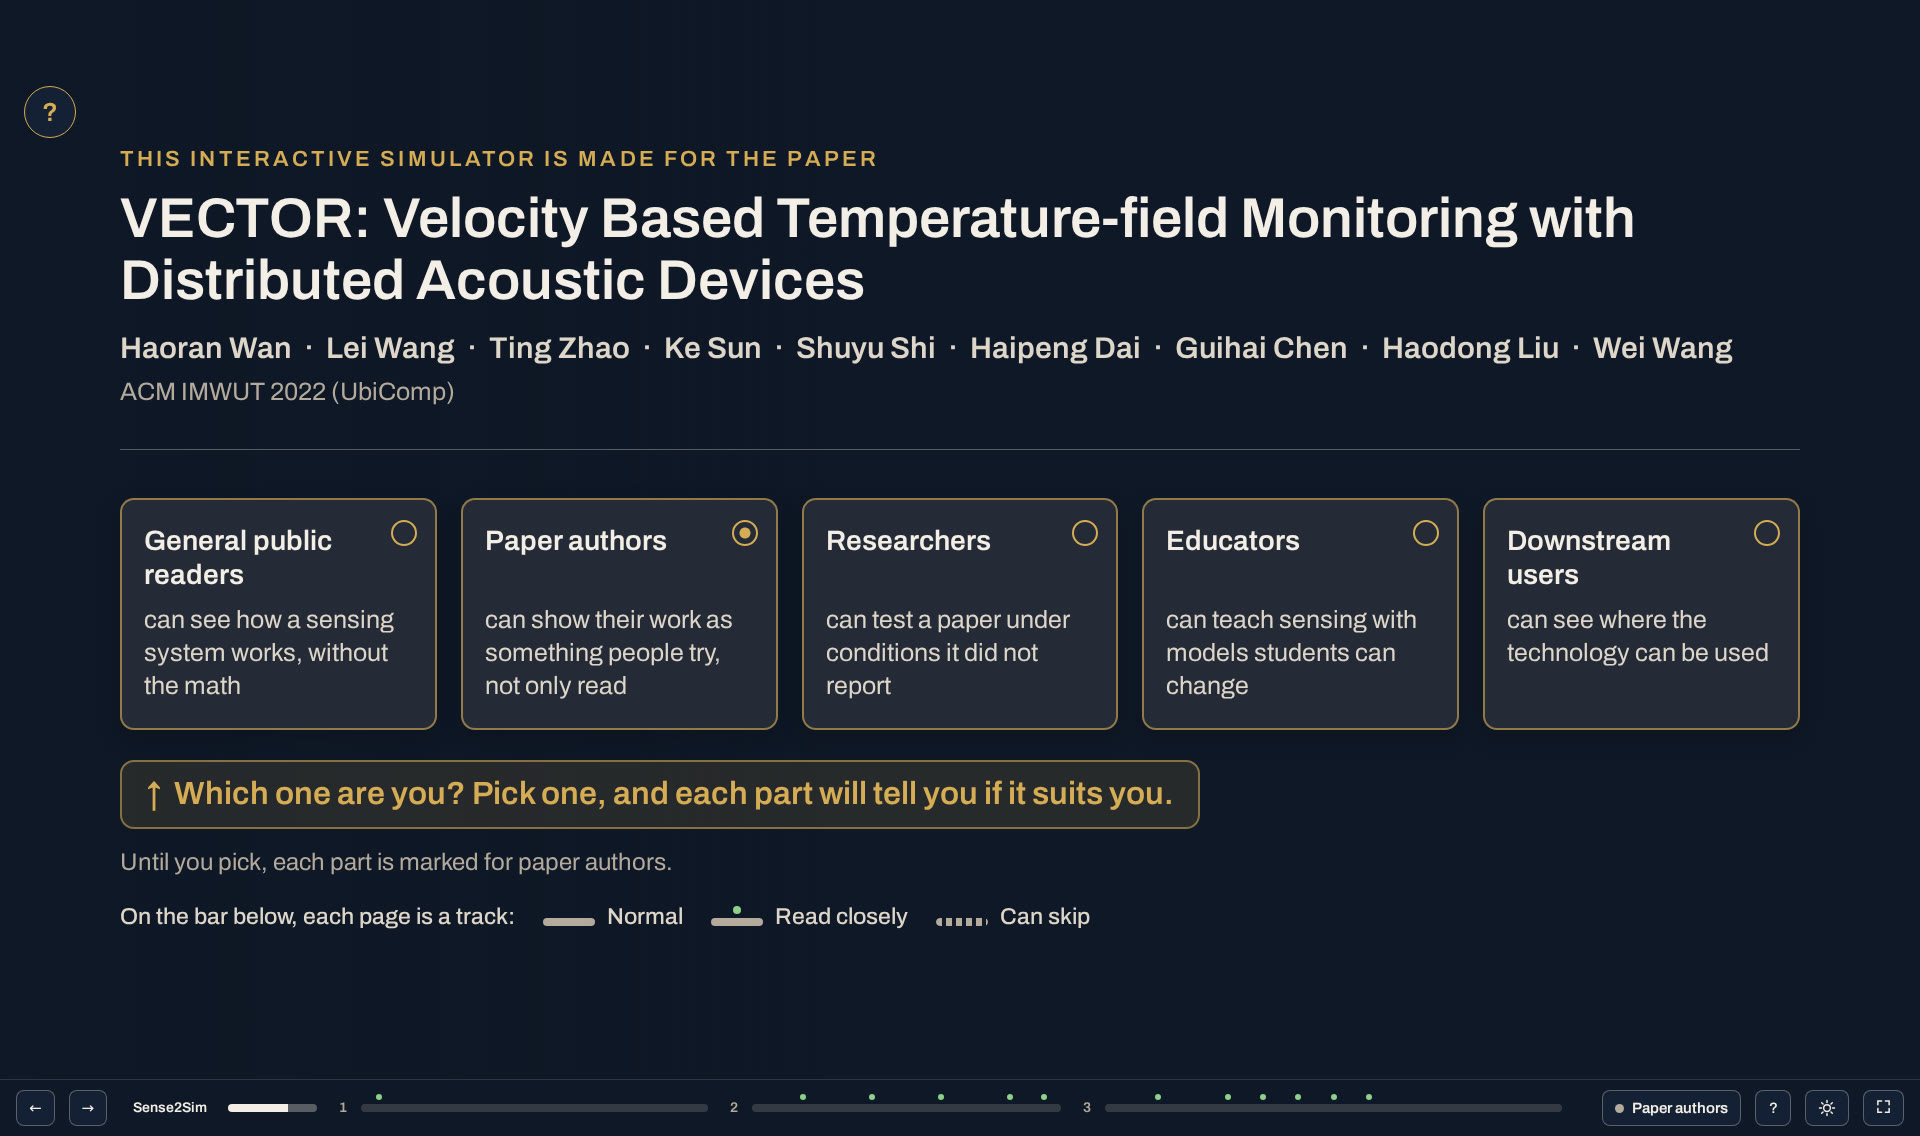 ?
THIS INTERACTIVE SIMULATOR IS MADE FOR THE PAPER
VECTOR: Velocity Based Temperature-field Monitoring with
Distributed Acoustic Devices
Haoran Wan · Lei Wang · Ting Zhao · Ke Sun · Shuyu Shi · Haipeng Dai · Guihai Chen · Haodong Liu · Wei Wang
ACM IMWUT 2022 (UbiComp)
General public
readers
can see how a sensing
system works, without
the math
Paper authors
can show their work as
something people try,
not only read
Researchers
can test a paper under
conditions it did not
report
Educators
can teach sensing with
models students can
change
Downstream
users
can see where the
technology can be used
↑ Which one are you? Pick one, and each part will tell you if it suits you.
Until you pick, each part is marked for paper authors.
On the bar below, each page is a track: Normal Read closely Can skip
← → Sense2Sim 1 2 3 Paper authors ?